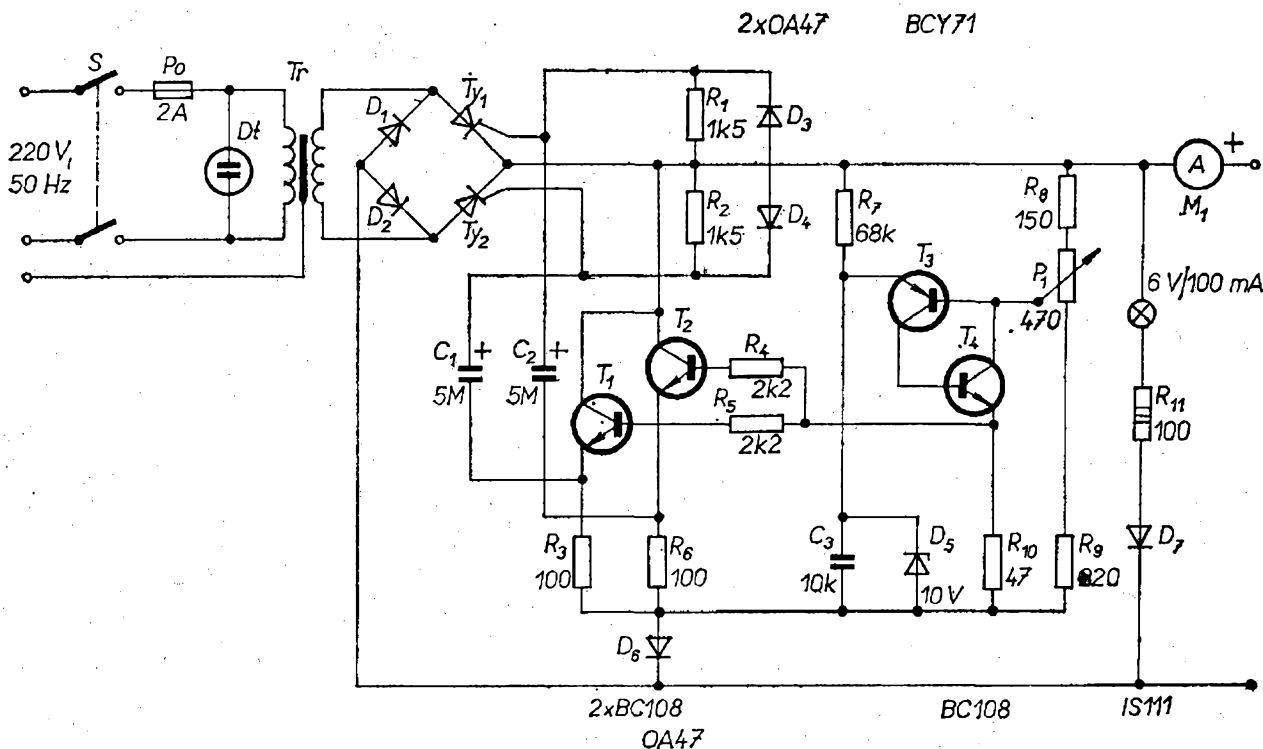 2xOA47 BCY71
S Po Tr
2A
Dt
220 V,
50 Hz
D1 Ty1
D2 Ty2
R1
1k5
D3
R2
1k5
D4
R7
68k
A +
M1
R8
150
T3
P1
470
6 V/100 mA
C1 +
5M
C2 +
5M
T1
T2
R4
2k2
R5
2k2
T4
R11
100
R3
100
R6
100
C3
10k
D5
10V
R10
47
R9
D7
D6
2xBC108
OA47
BC108
IS111